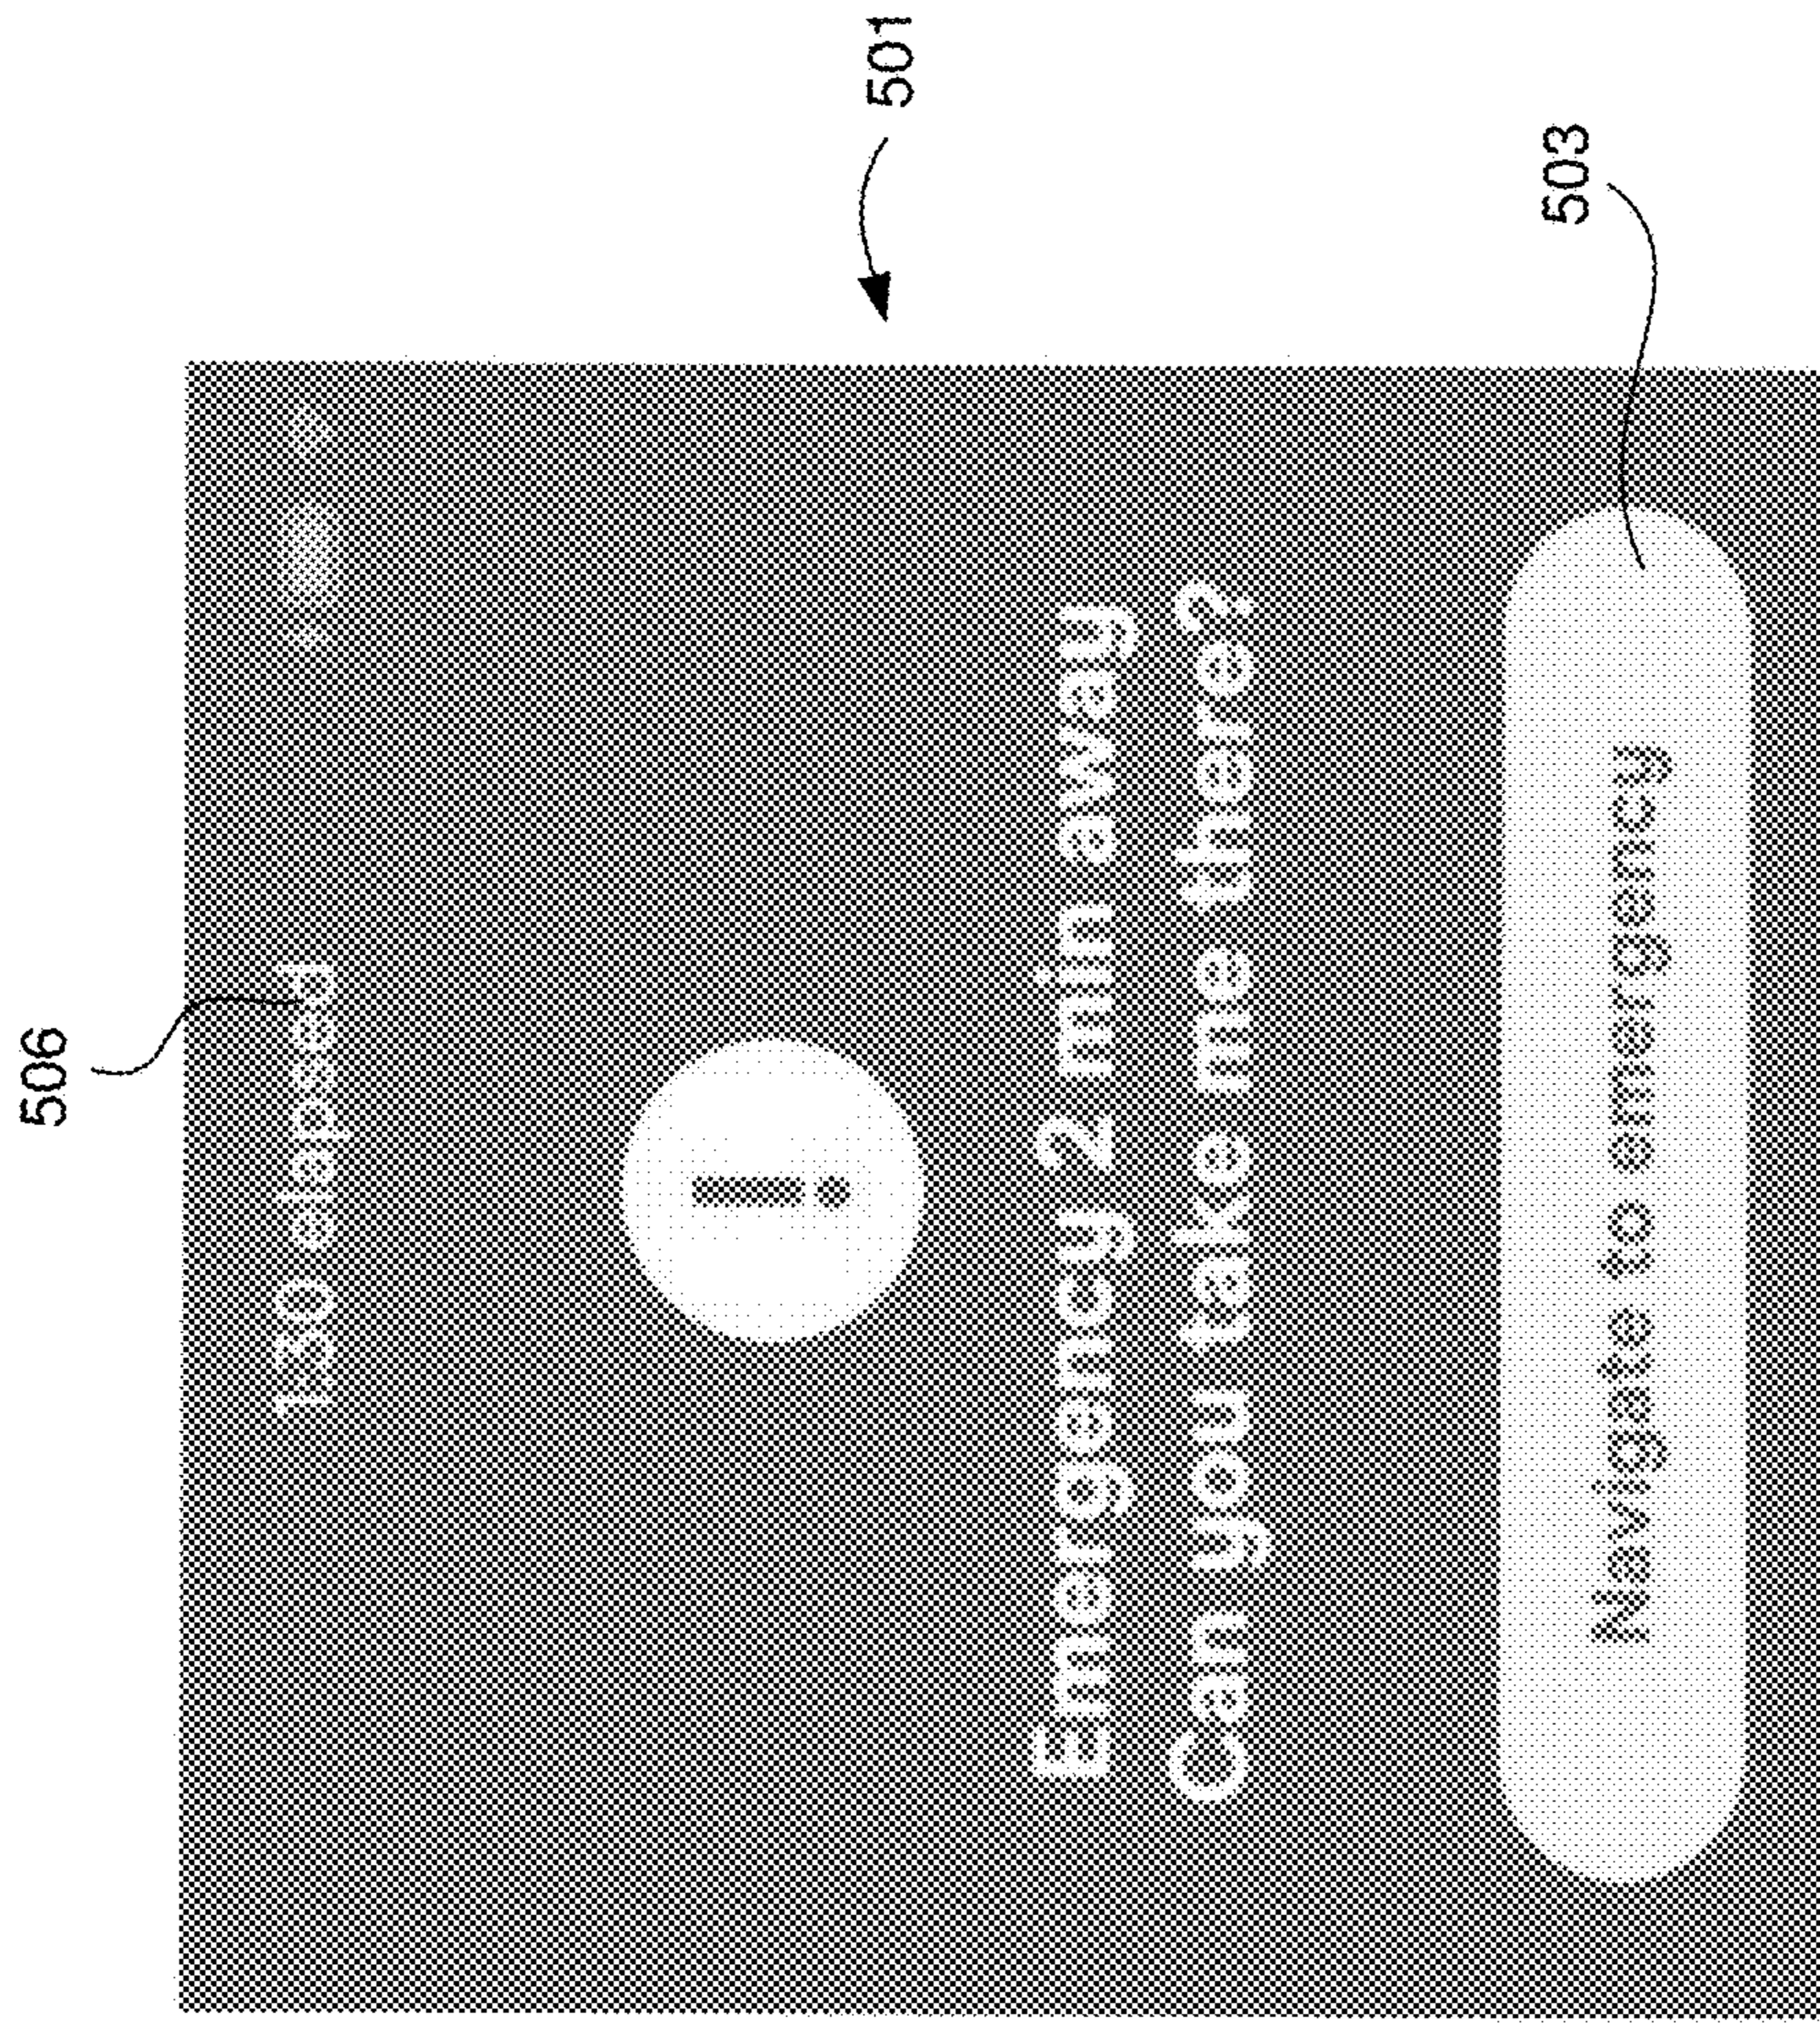 506
1:30 elapsed
!
501
Emergency 2 min away
Can you take me there?
503
Navigate to emergency